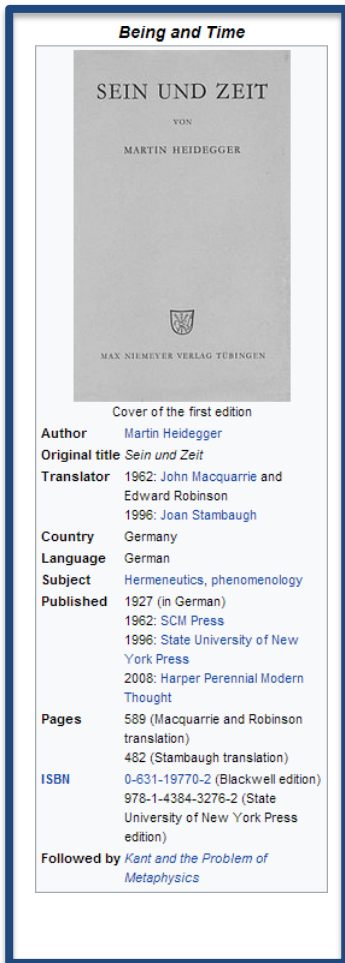 Being and Time
SEIN UND ZEIT
VON
MARTIN HEIDEGGER
MAX NIEMEYER VERLAG TÜBINGEN
Cover of the first edition
Author Martin Heidegger
Original title Sein und Zeit
Translator 1962: John Macquarrie and
Edward Robinson
1996: Joan Stambaugh
Country Germany
Language German
Subject Hermeneutics, phenomenology
Published 1927 (in German)
1962: SCM Press
1996: State University of New
York Press
2008: Harper Perennial Modern
Thought
Pages 589 (Macquarrie and Robinson
translation)
482 (Stambaugh translation)
ISBN 0-631-19770-2 (Blackwell edition)
978-1-4384-3276-2 (State
University of New York Press
edition)
Followed by Kant and the Problem of
Metaphysics